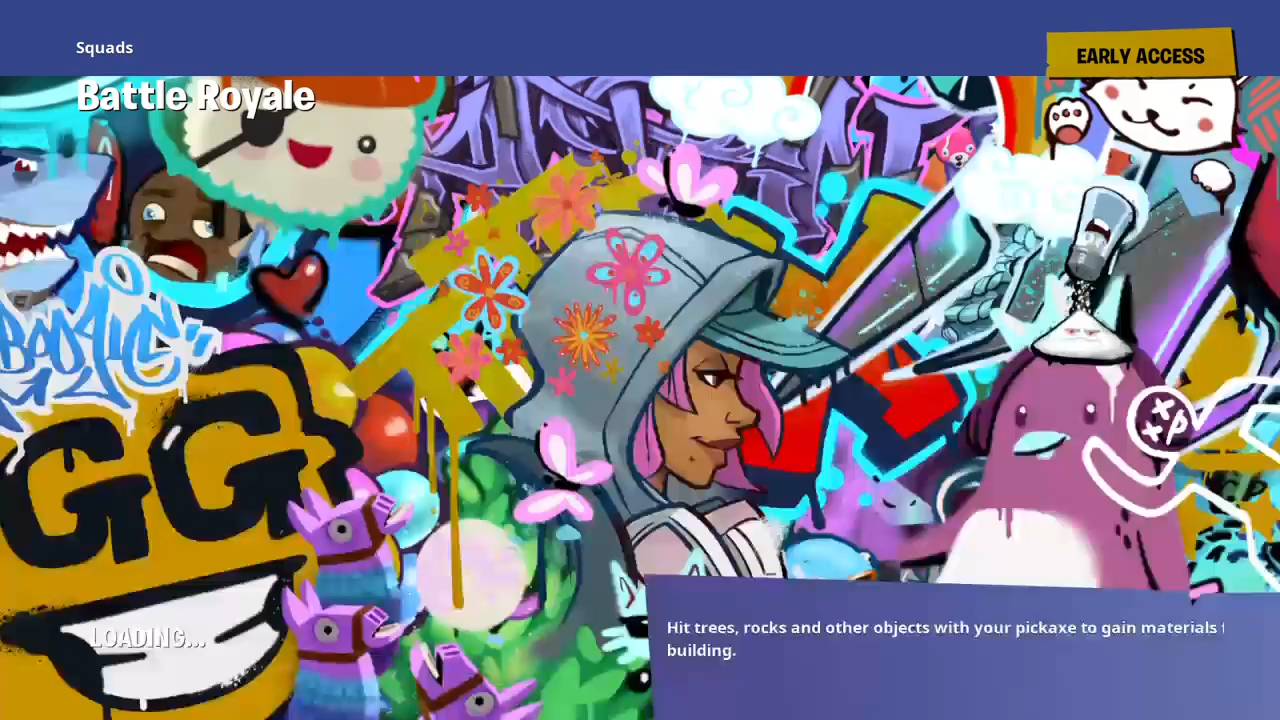 Squads
EARLY ACCESS
Battle Royale
GG
XP
LOADING...
Hit trees, rocks and other objects with your pickaxe to gain materials
building.